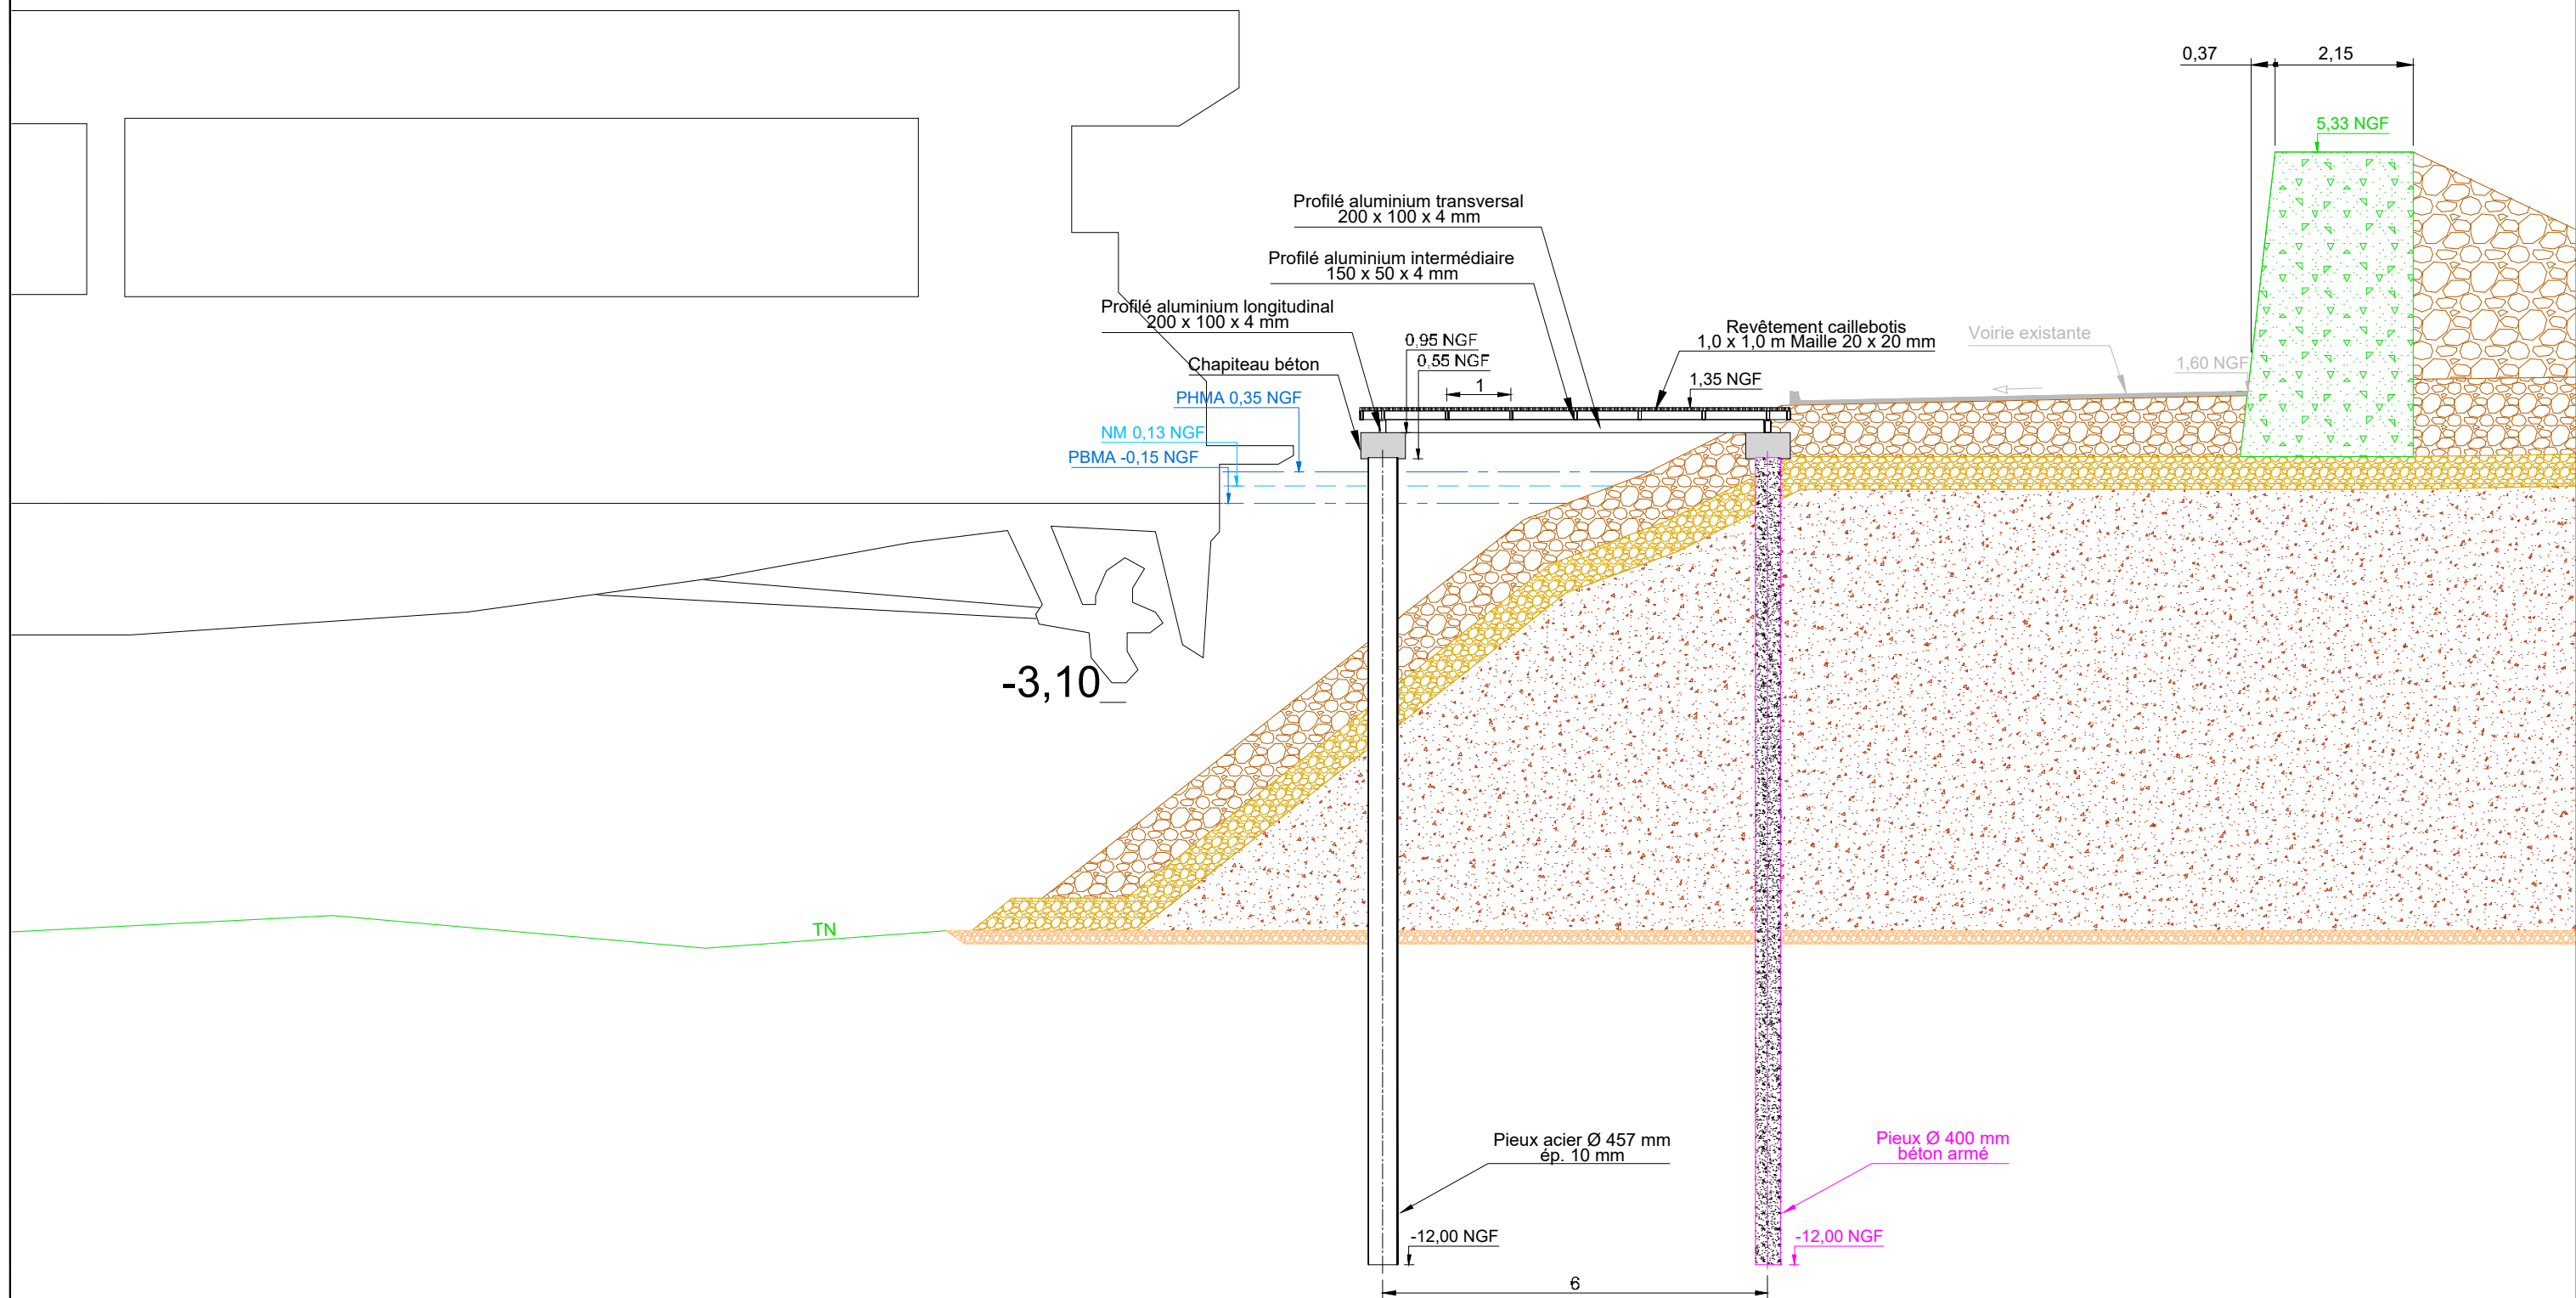 0,37
2,15
5,33 NGF
Profilé aluminium transversal
200 x 100 x 4 mm
Profilé aluminium intermédiaire
150 x 50 x 4 mm
Profilé aluminium longitudinal
200 x 100 x 4 mm
Revêtement caillebotis
1,0 x 1,0 m Maille 20 x 20 mm
Voirie existante
0,95 NGF
0,55 NGF
Chapiteau béton
1,60 NGF
1
1,35 NGF
PHMA 0,35 NGF
NM 0,13 NGF
PBMA -0,15 NGF
-3,10
TN
Pieux acier Ø 457 mm
ép. 10 mm
Pieux Ø 400 mm
béton armé
-12,00 NGF
-12,00 NGF
6